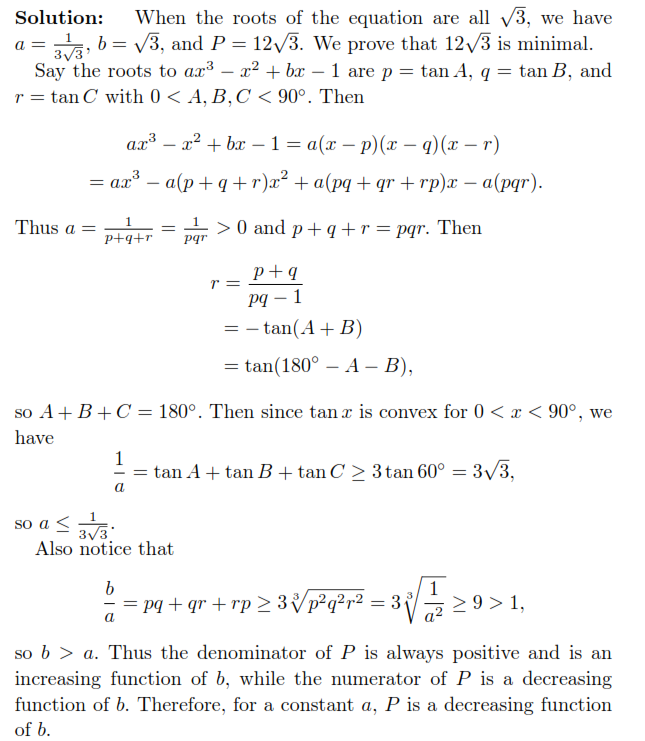 Solution: When the roots of the equation are all √3, we have
a = 1/(3√3), b = √3, and P = 12√3. We prove that 12√3 is minimal.
Say the roots to ax³ − x² + bx − 1 are p = tan A, q = tan B, and
r = tan C with 0 < A, B, C < 90°. Then
ax³ − x² + bx − 1 = a(x − p)(x − q)(x − r)
= ax³ − a(p + q + r)x² + a(pq + qr + rp)x − a(pqr).
Thus a = 1/(p+q+r) = 1/(pqr) > 0 and p + q + r = pqr. Then
r = (p + q)/(pq − 1)
= − tan(A + B)
= tan(180° − A − B),
so A + B + C = 180°. Then since tan x is convex for 0 < x < 90°, we
have
1/a = tan A + tan B + tan C ≥ 3 tan 60° = 3√3,
so a ≤ 1/(3√3).
Also notice that
b/a = pq + qr + rp ≥ 3∛(p²q²r²) = 3∛(1/a²) ≥ 9 > 1,
so b > a. Thus the denominator of P is always positive and is an
increasing function of b, while the numerator of P is a decreasing
function of b. Therefore, for a constant a, P is a decreasing function
of b.